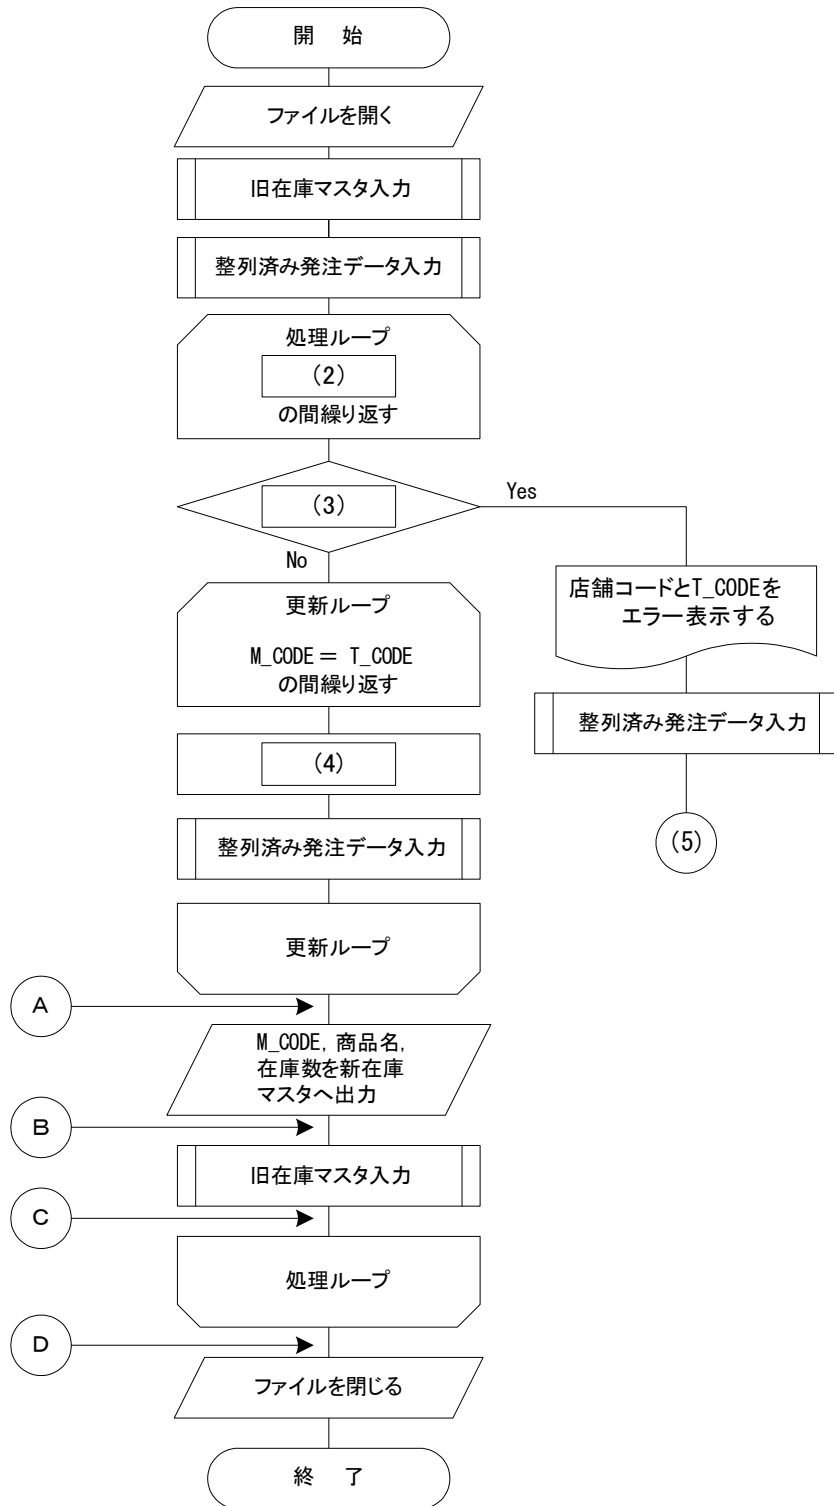 開 始
ファイルを開く
旧在庫マスタ入力
整列済み発注データ入力
処理ループ
(2)
の間繰り返す
(3)
Yes
No
店舗コードとT_CODEを
エラー表示する
整列済み発注データ入力
(5)
更新ループ
M_CODE = T_CODE
の間繰り返す
(4)
整列済み発注データ入力
更新ループ
A
M_CODE, 商品名,
在庫数を新在庫
マスタへ出力
B
旧在庫マスタ入力
C
処理ループ
D
ファイルを閉じる
終 了